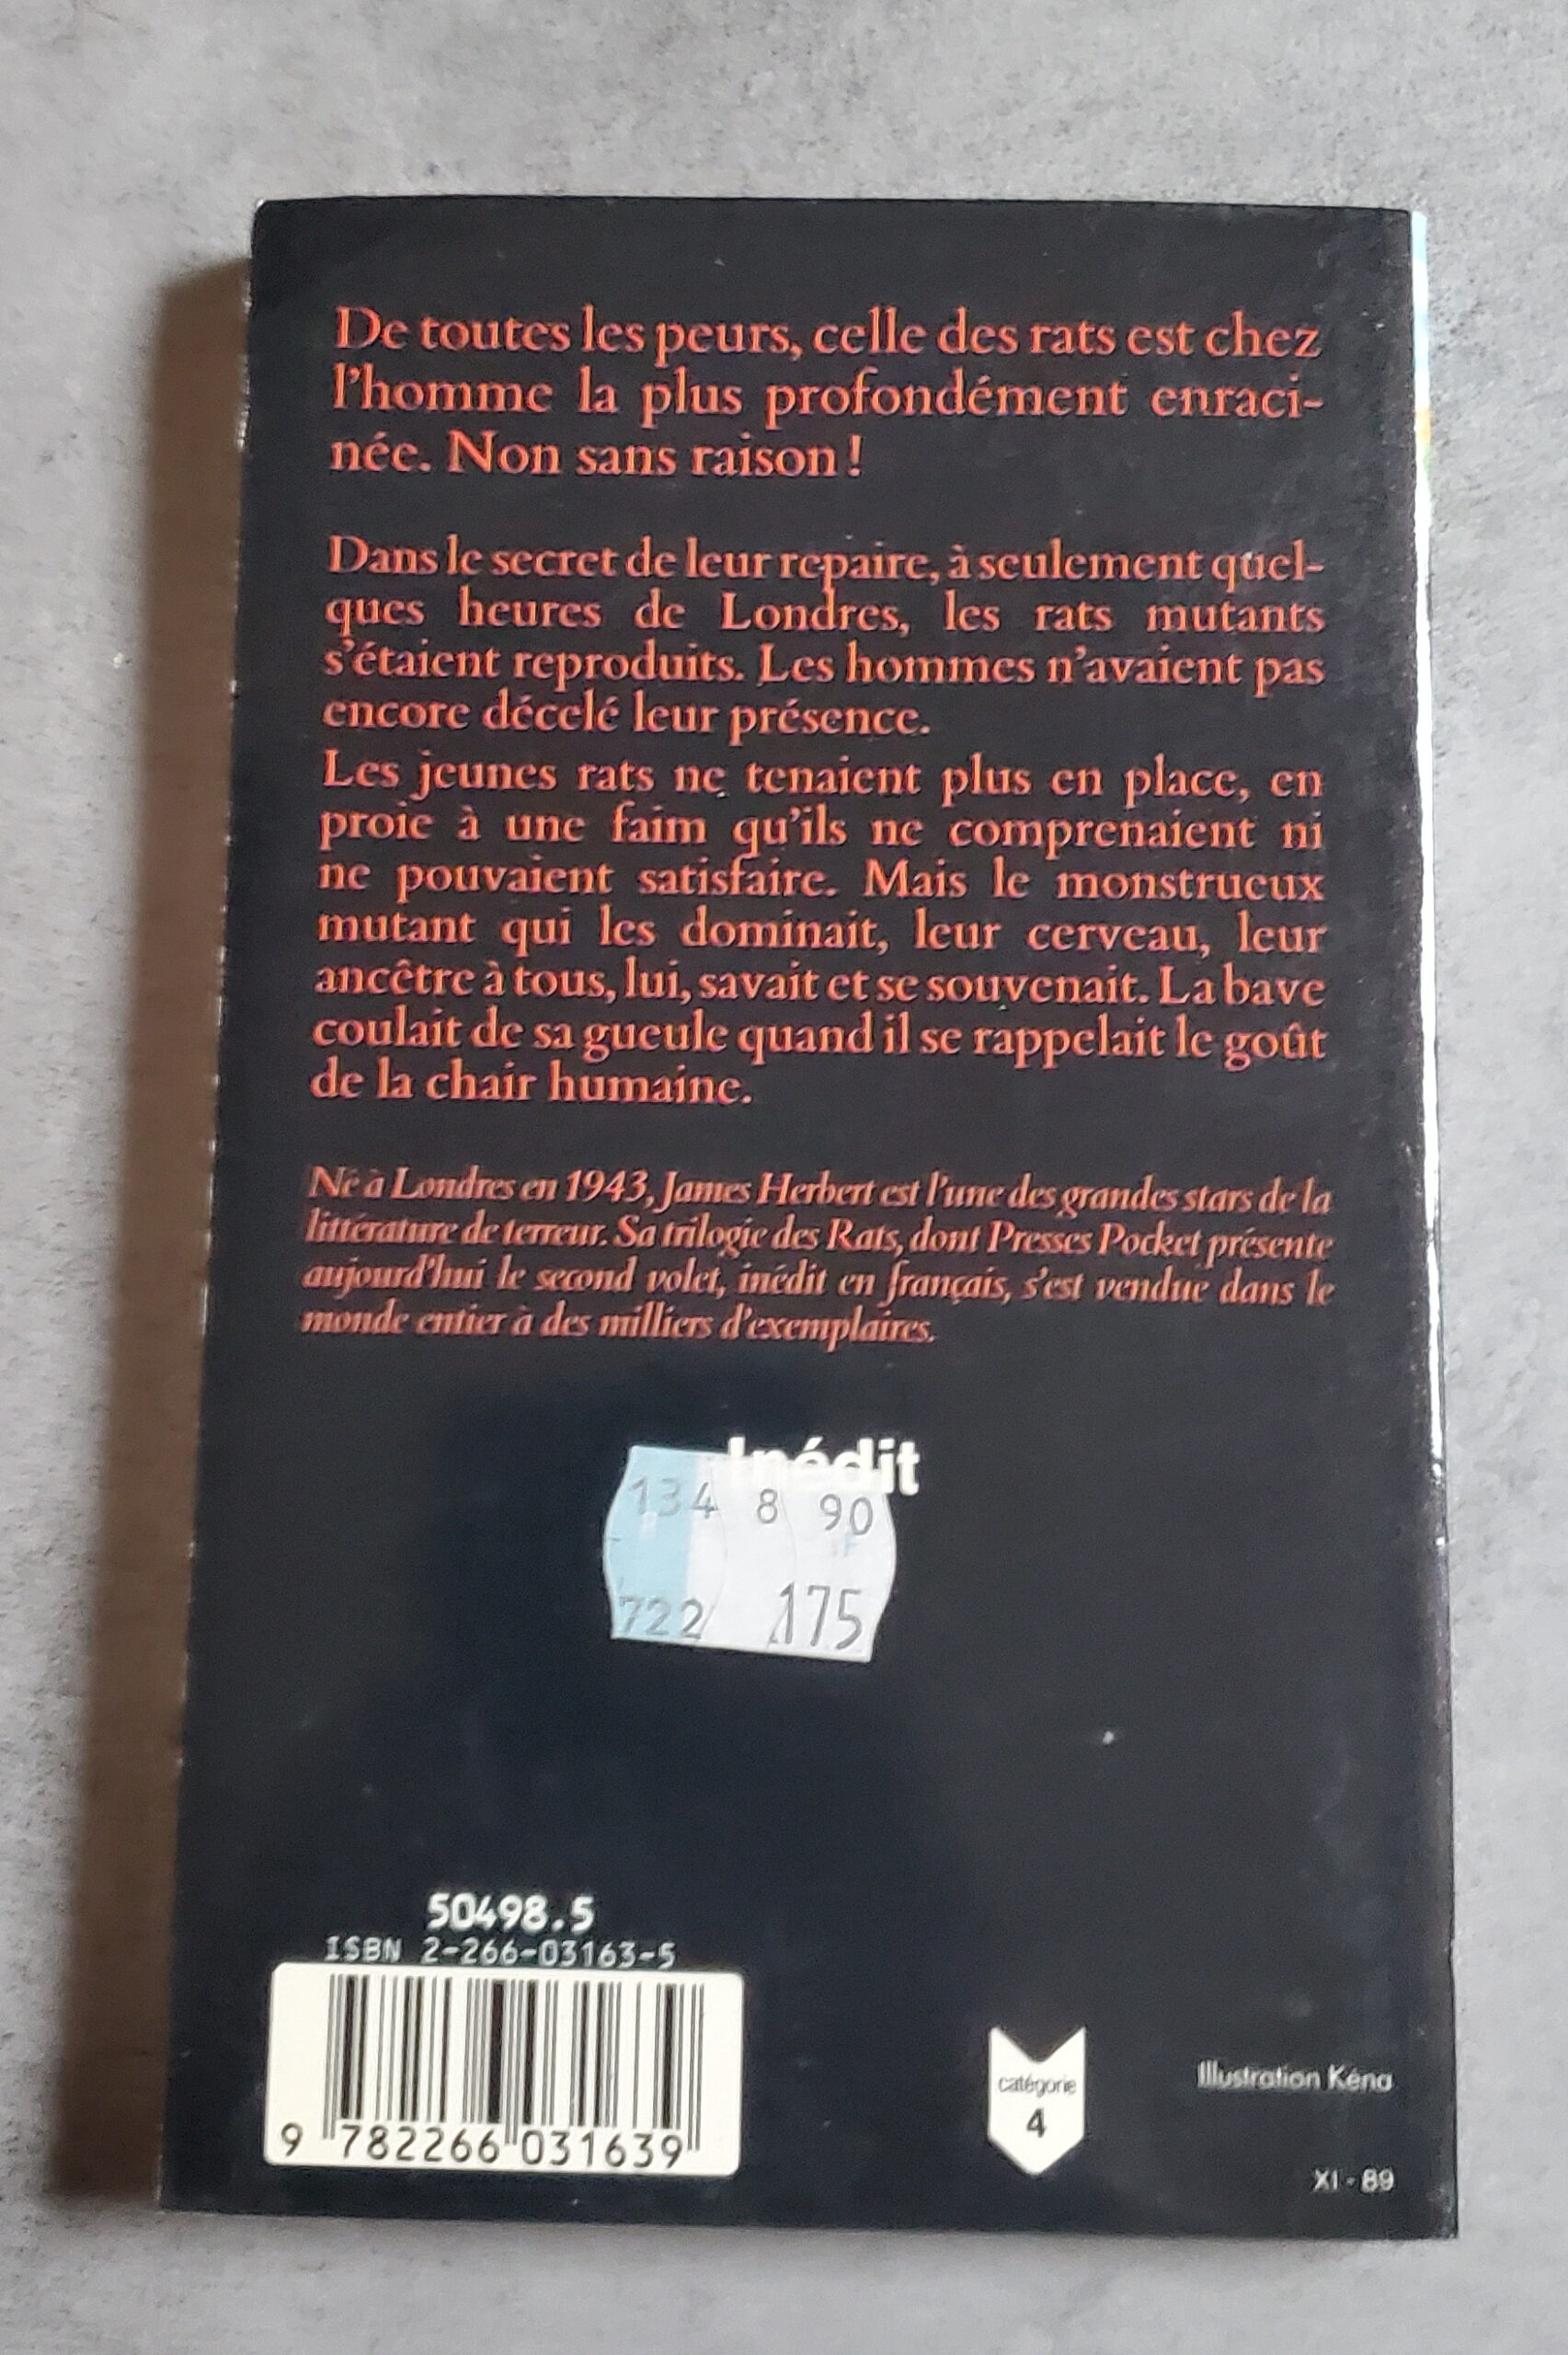 De toutes les peurs, celle des rats est chez
l'homme la plus profondément enraci-
née. Non sans raison !
Dans le secret de leur repaire, à seulement quel-
ques heures de Londres, les rats mutants
s'étaient reproduits. Les hommes n'avaient pas
encore décelé leur présence.
Les jeunes rats ne tenaient plus en place, en
proie à une faim qu'ils ne comprenaient ni
ne pouvaient satisfaire. Mais le monstrueux
mutant qui les dominait, leur cerveau, leur
ancêtre à tous, lui, savait et se souvenait. La bave
coulait de sa gueule quand il se rappelait le goût
de la chair humaine.
Né à Londres en 1943, James Herbert est l'une des grandes stars de la
littérature de terreur. Sa trilogie des Rats, dont Presses Pocket présente
aujourd'hui le second volet, inédit en français, s'est vendue dans le
monde entier à des milliers d'exemplaires.
Inédit
134 8 90
722 175
50498.5
ISBN 2-266-03163-5
9 782266 031639
catégorie
4
Illustration Kéna
XI - 89